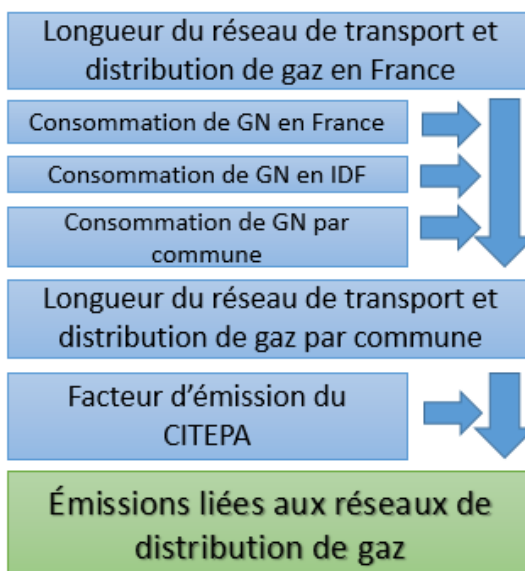 Longueur du réseau de transport et
distribution de gaz en France
Consommation de GN en France
Consommation de GN en IDF
Consommation de GN par
commune
Longueur du réseau de transport et
distribution de gaz par commune
Facteur d'émission du
CITEPA
Émissions liées aux réseaux de
distribution de gaz